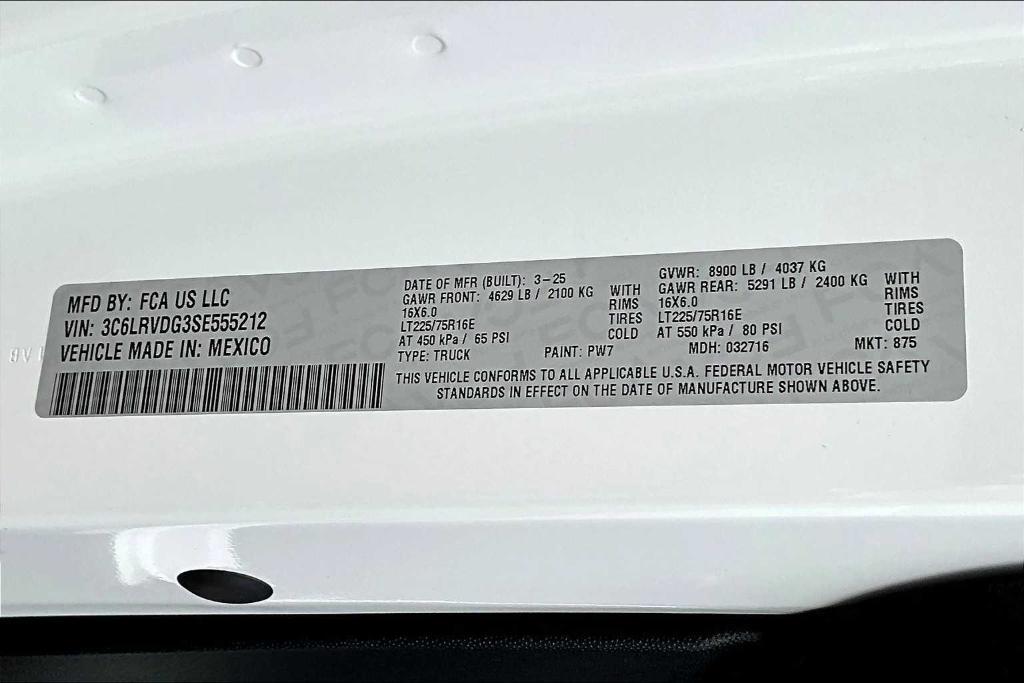 MFD BY: FCA US LLC
VIN: 3C6LRVDG3SE555212
VEHICLE MADE IN: MEXICO
DATE OF MFR (BUILT): 3-25
GAWR FRONT: 4629 LB / 2100 KG WITH
16X6.0 RIMS
LT225/75R16E TIRES
AT 450 kPa / 65 PSI COLD
GVWR: 8900 LB / 4037 KG
GAWR REAR: 5291 LB / 2400 KG WITH
16X6.0 RIMS
LT225/75R16E TIRES
AT 550 kPa / 80 PSI COLD
TYPE: TRUCK PAINT: PW7 MDH: 032716 MKT: 875
THIS VEHICLE CONFORMS TO ALL APPLICABLE U.S.A. FEDERAL MOTOR VEHICLE SAFETY
STANDARDS IN EFFECT ON THE DATE OF MANUFACTURE SHOWN ABOVE.